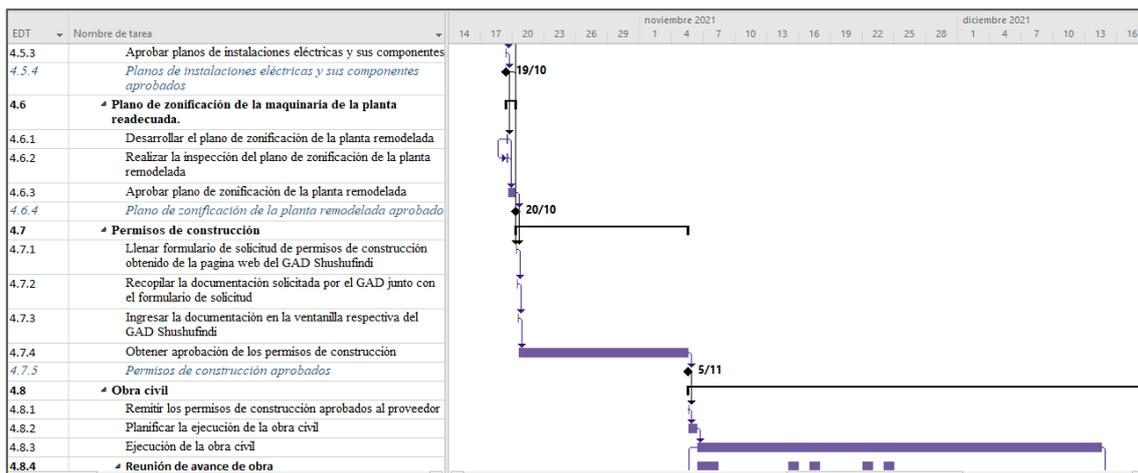 noviembre 2021 diciembre 2021
EDT Nombre de tarea 14 17 20 23 26 29 1 4 7 10 13 16 19 22 25 28 1 4 7 10 13 16
4.5.3 Aprobar planos de instalaciones eléctricas y sus componentes
4.5.4 Planos de instalaciones eléctricas y sus componentes
aprobados
19/10
4.6 Plano de zonificación de la maquinaria de la planta
readecuada.
4.6.1 Desarrollar el plano de zonificación de la planta remodelada
4.6.2 Realizar la inspección del plano de zonificación de la planta
remodelada
4.6.3 Aprobar plano de zonificación de la planta remodelada
4.6.4 Plano de zonificación de la planta remodelada aprobado 20/10
4.7 Permisos de construcción
4.7.1 Llenar formulario de solicitud de permisos de construcción
obtenido de la pagina web del GAD Shushufindi
4.7.2 Recopilar la documentación solicitada por el GAD junto con
el formulario de solicitud
4.7.3 Ingresar la documentación en la ventanilla respectiva del
GAD Shushufindi
4.7.4 Obtener aprobación de los permisos de construcción
4.7.5 Permisos de construcción aprobados 5/11
4.8 Obra civil
4.8.1 Remitir los permisos de construcción aprobados al proveedor
4.8.2 Planificar la ejecución de la obra civil
4.8.3 Ejecución de la obra civil
4.8.4 Reunión de avance de obra